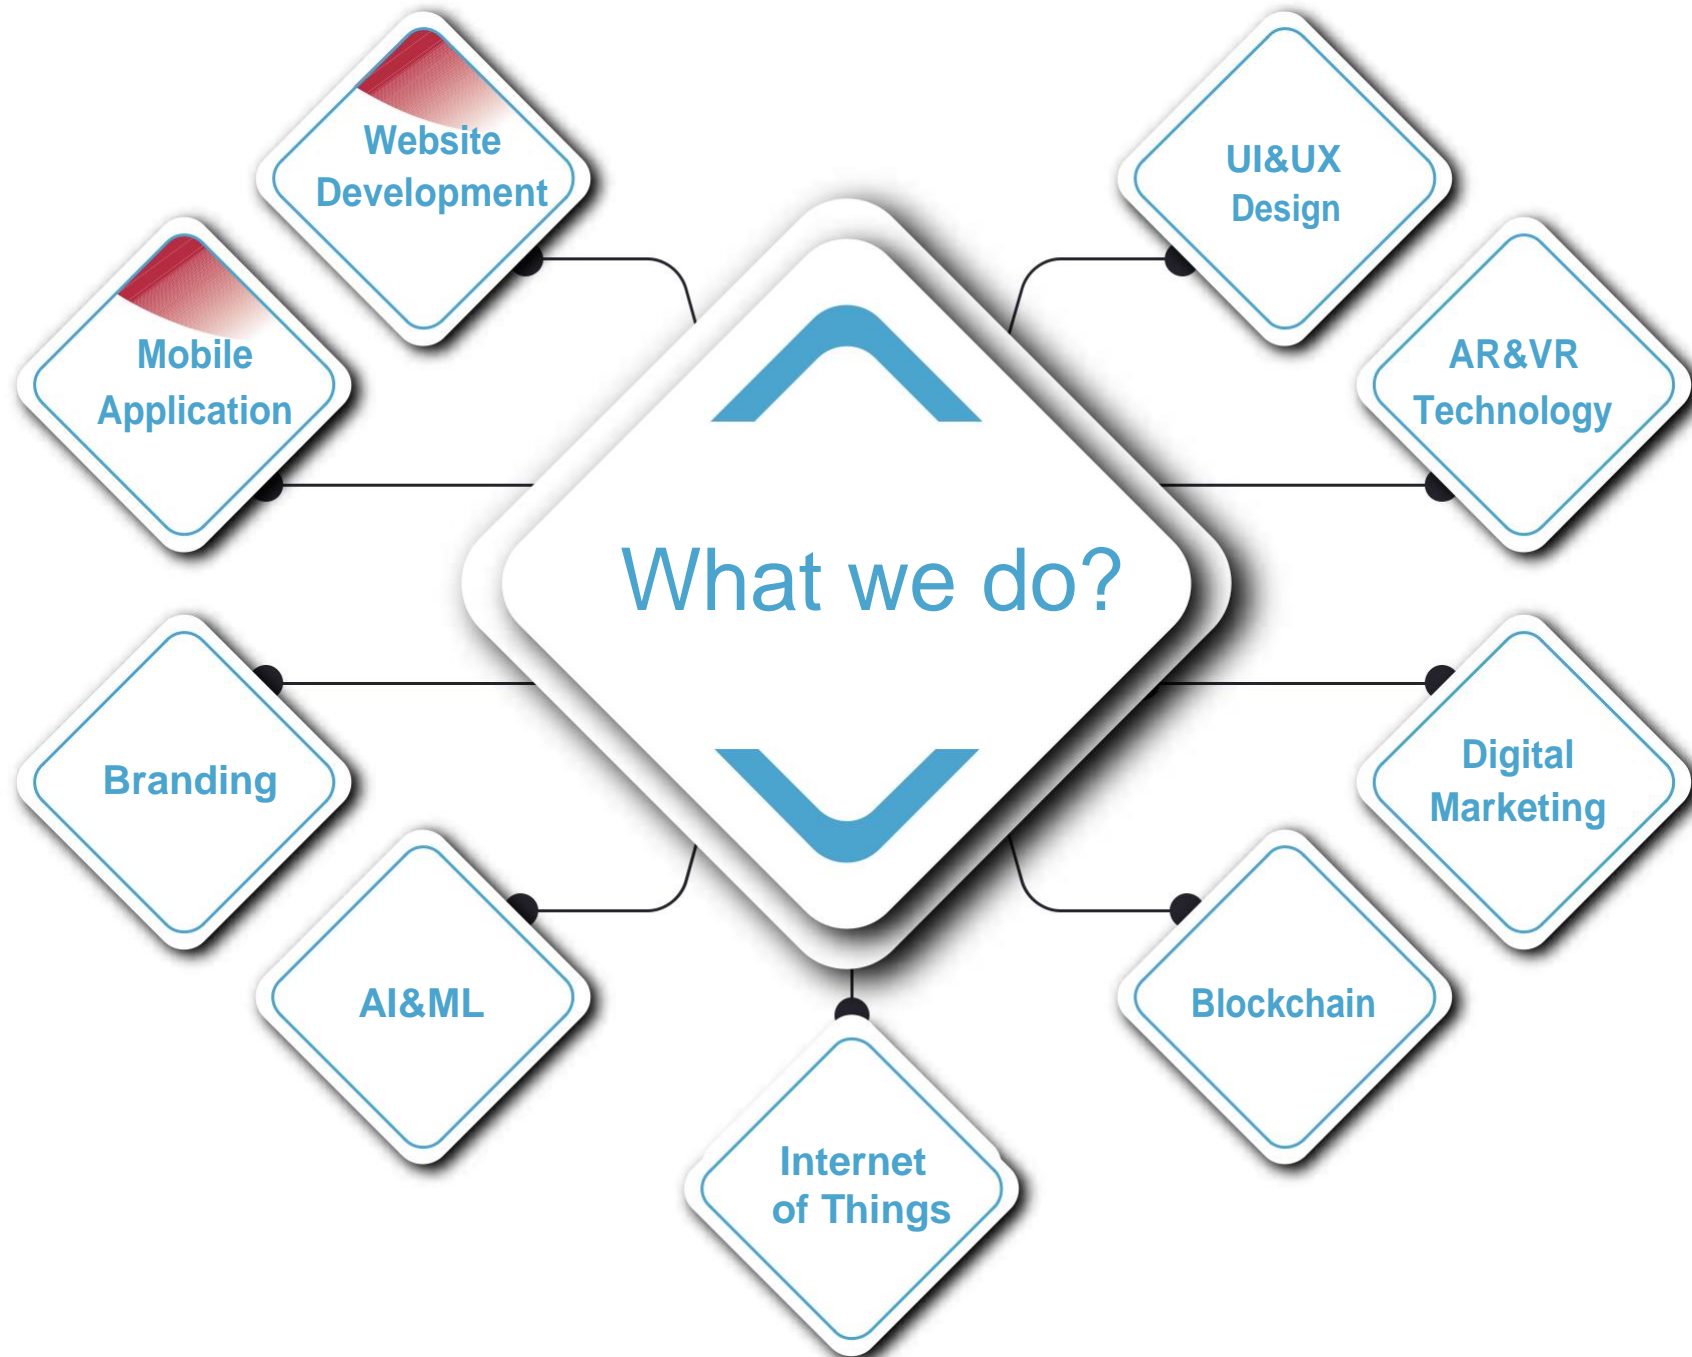 Website
Development
UI&UX
Design
Mobile
Application
AR&VR
Technology
What we do?
Branding
Digital
Marketing
AI&ML
Blockchain
Internet
of Things